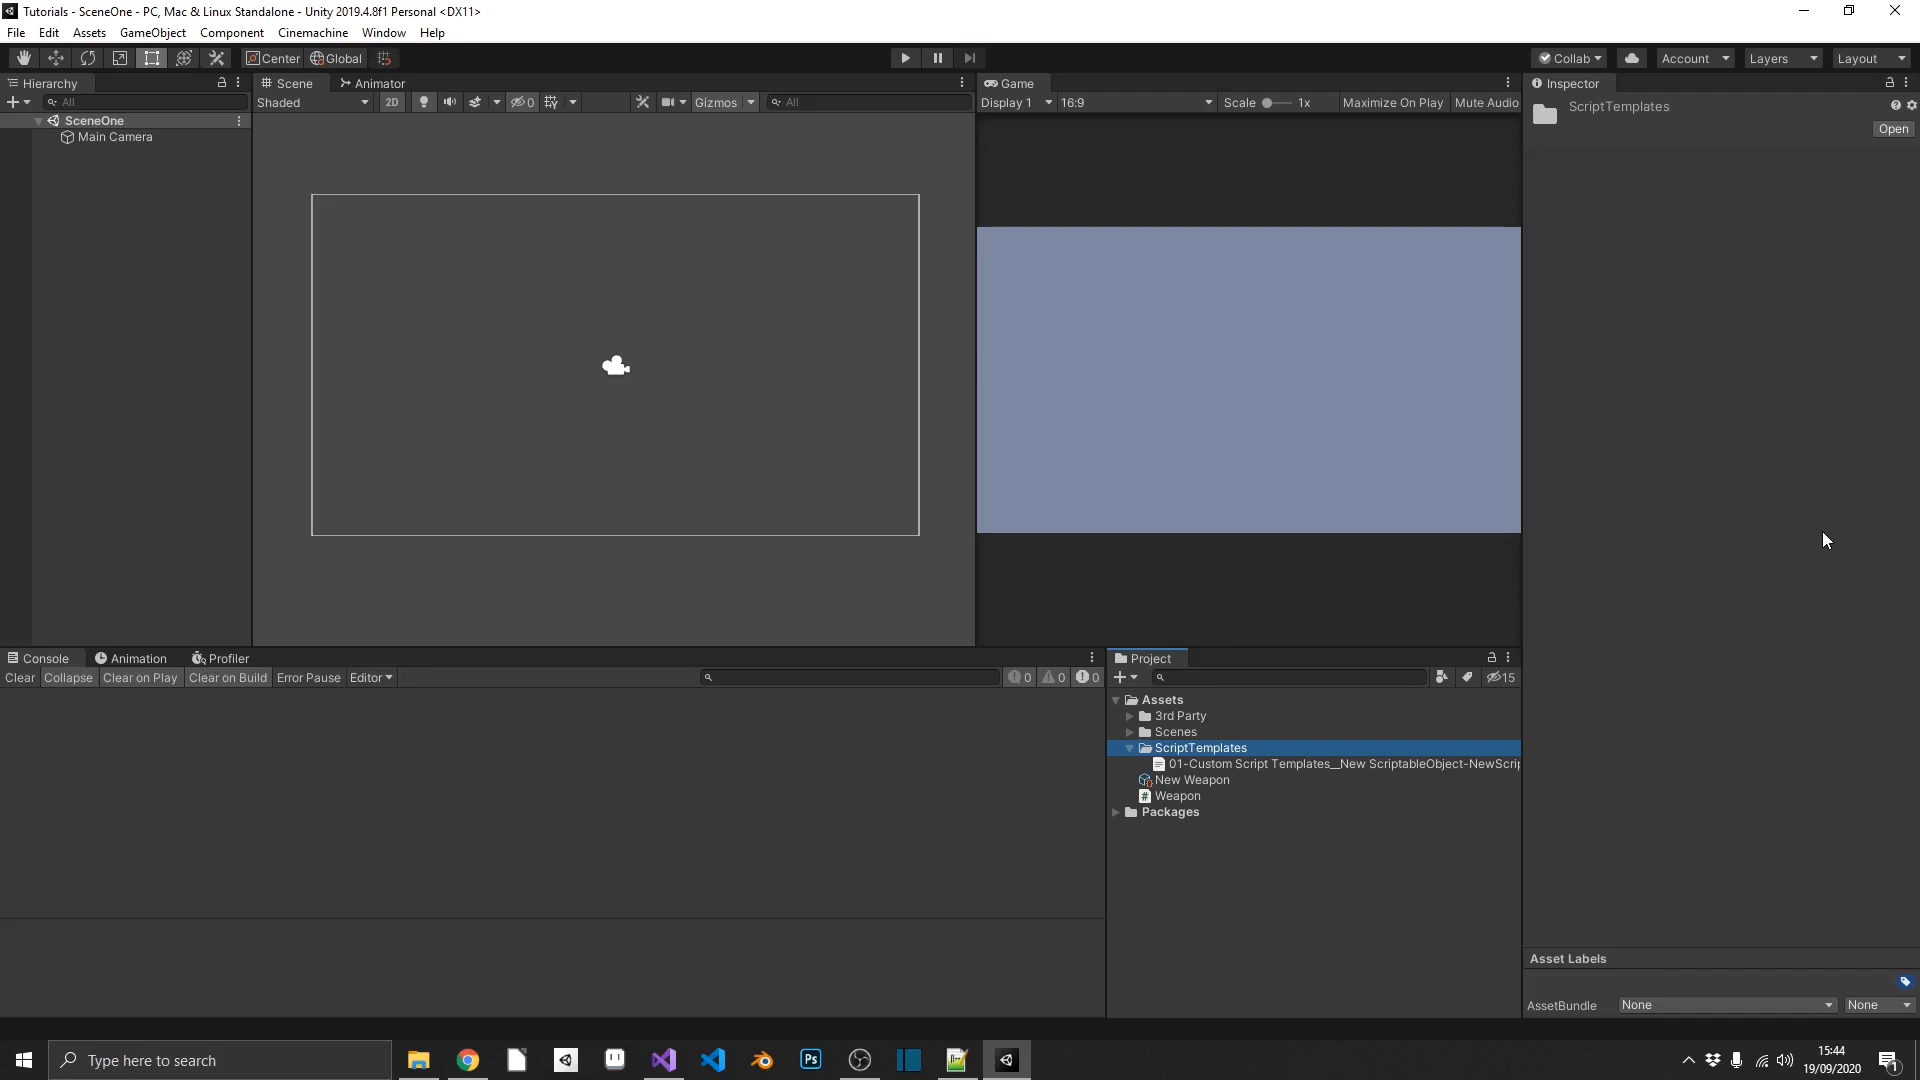 Tutorials - SceneOne - PC, Mac & Linux Standalone - Unity 2019.4.8f1 Personal <DX11>
File Edit Assets GameObject Component Cinemachine Window Help
Center Global Collab Account Layers Layout
Hierarchy Scene Animator Game Inspector
All Shaded 2D 0 Gizmos All Display 1 16:9 Scale 1x Maximize On Play Mute Audio ScriptTemplates
SceneOne
Open
Main Camera
Console Animation Profiler Project
Clear Collapse Clear on Play Clear on Build Error Pause Editor 0 0 0 15
Assets
3rd Party
Scenes
ScriptTemplates
01-Custom Script Templates__New ScriptableObject-NewScrip
New Weapon
Weapon
Packages
Asset Labels
AssetBundle None None
Type here to search
Ps
15:44
19/09/2020
1